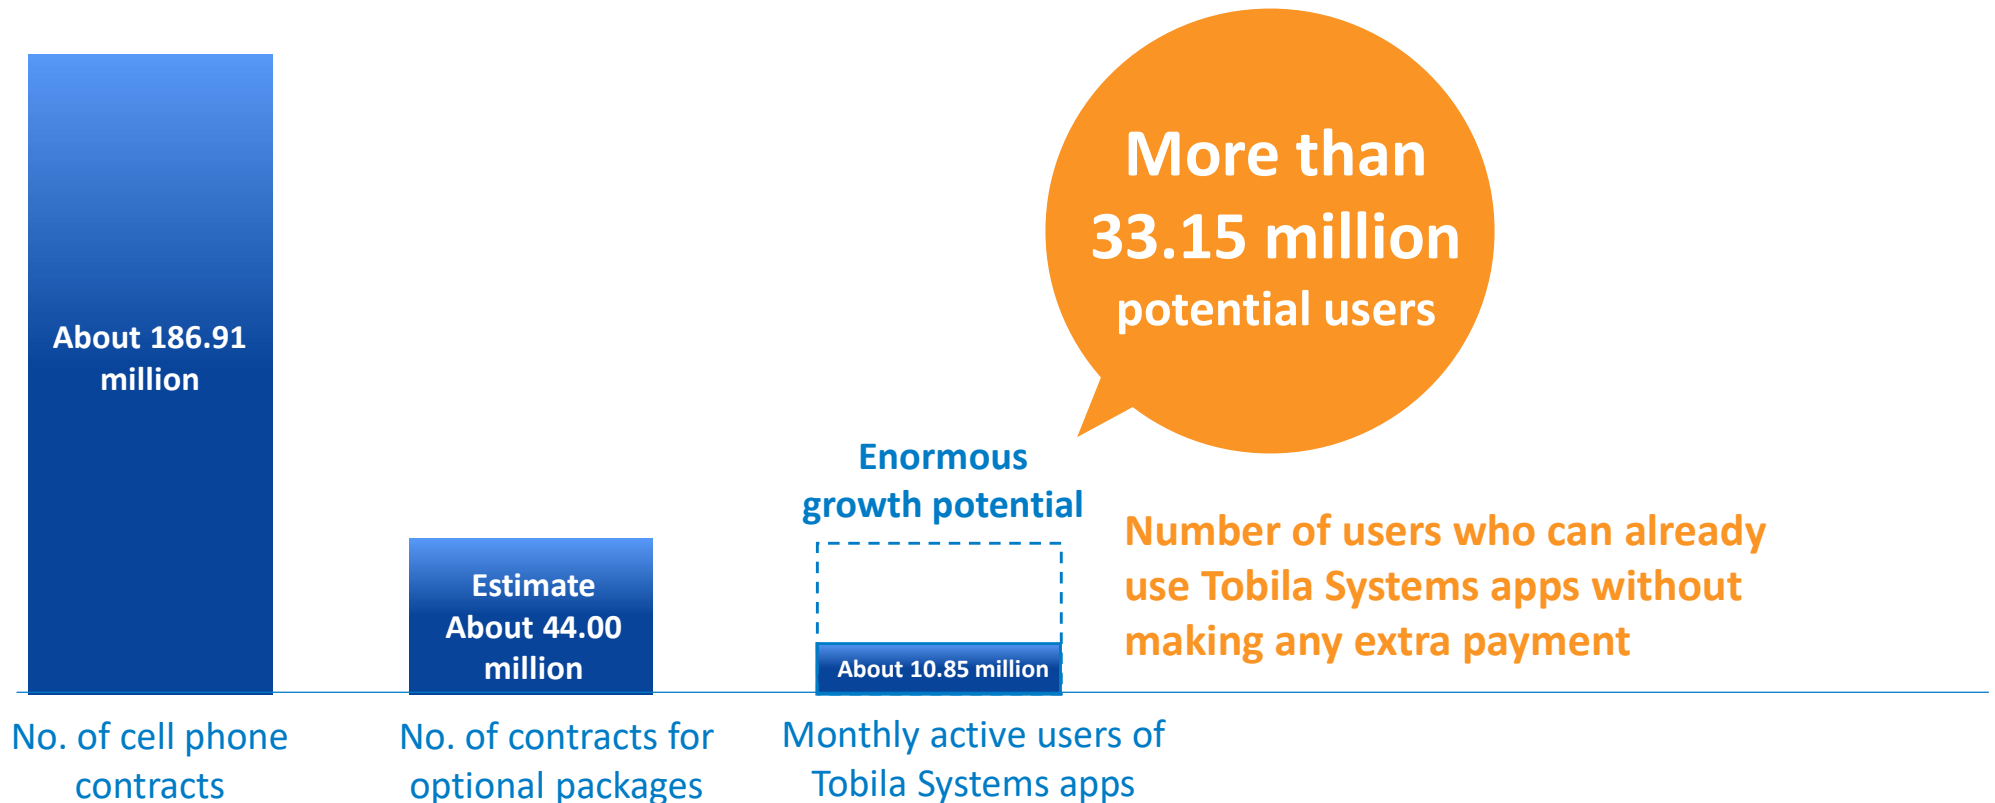 More than
33.15 million
potential users
About 186.91
million
Enormous
growth potential
Number of users who can already
use Tobila Systems apps without
making any extra payment
Estimate
About 44.00
million
About 10.85 million
No. of cell phone
contracts
No. of contracts for
optional packages
Monthly active users of
Tobila Systems apps